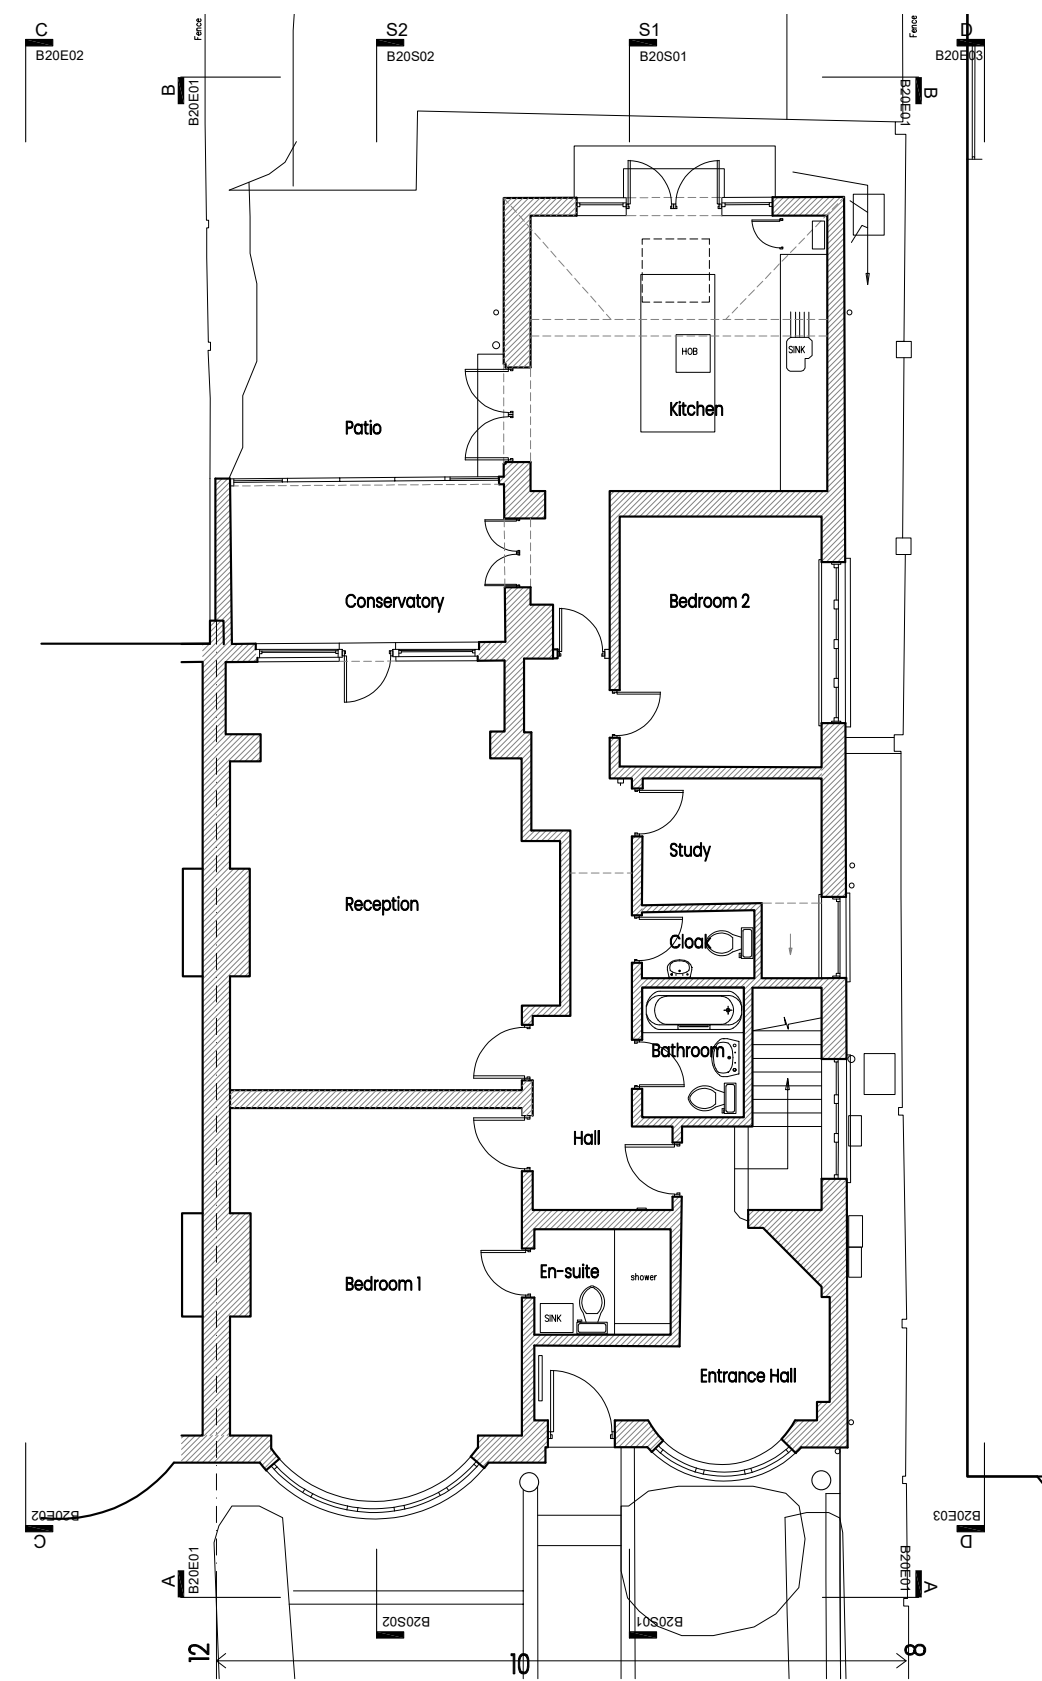 C
B20E02
Fence
S2
B20S02
S1
B20S01
Fence
D
B20E03
B
B20E01
B
B20E01
HOB
SINK
Kitchen
Patio
Conservatory
Bedroom 2
Study
Reception
Cloak
Bathroom
Hall
En-suite
shower
Bedroom 1
SINK
Entrance Hall
B20E02
C
B20E03
D
A
B20E01
A
B20E01
B20S02
B20S01
12
10
8